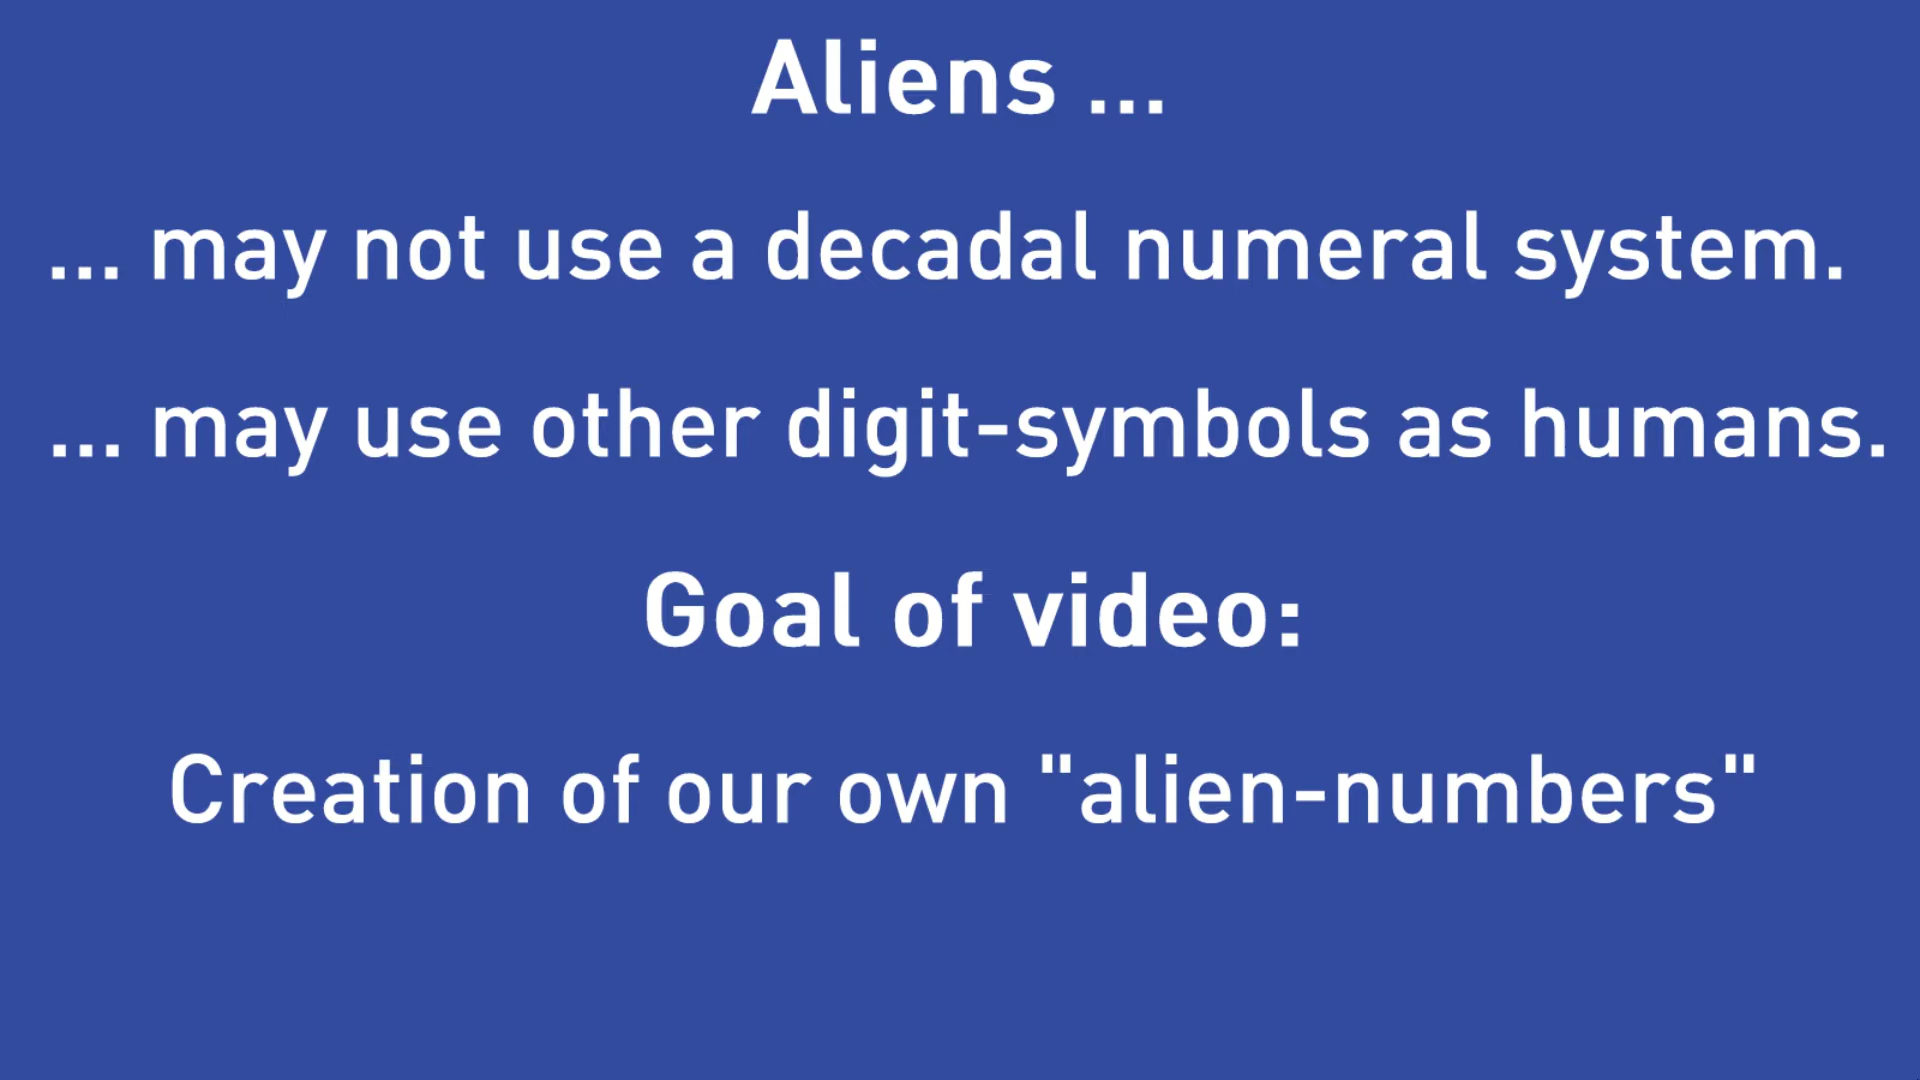 Aliens ...
... may not use a decadal numeral system.
... may use other digit-symbols as humans.
Goal of video:
Creation of our own "alien-numbers"